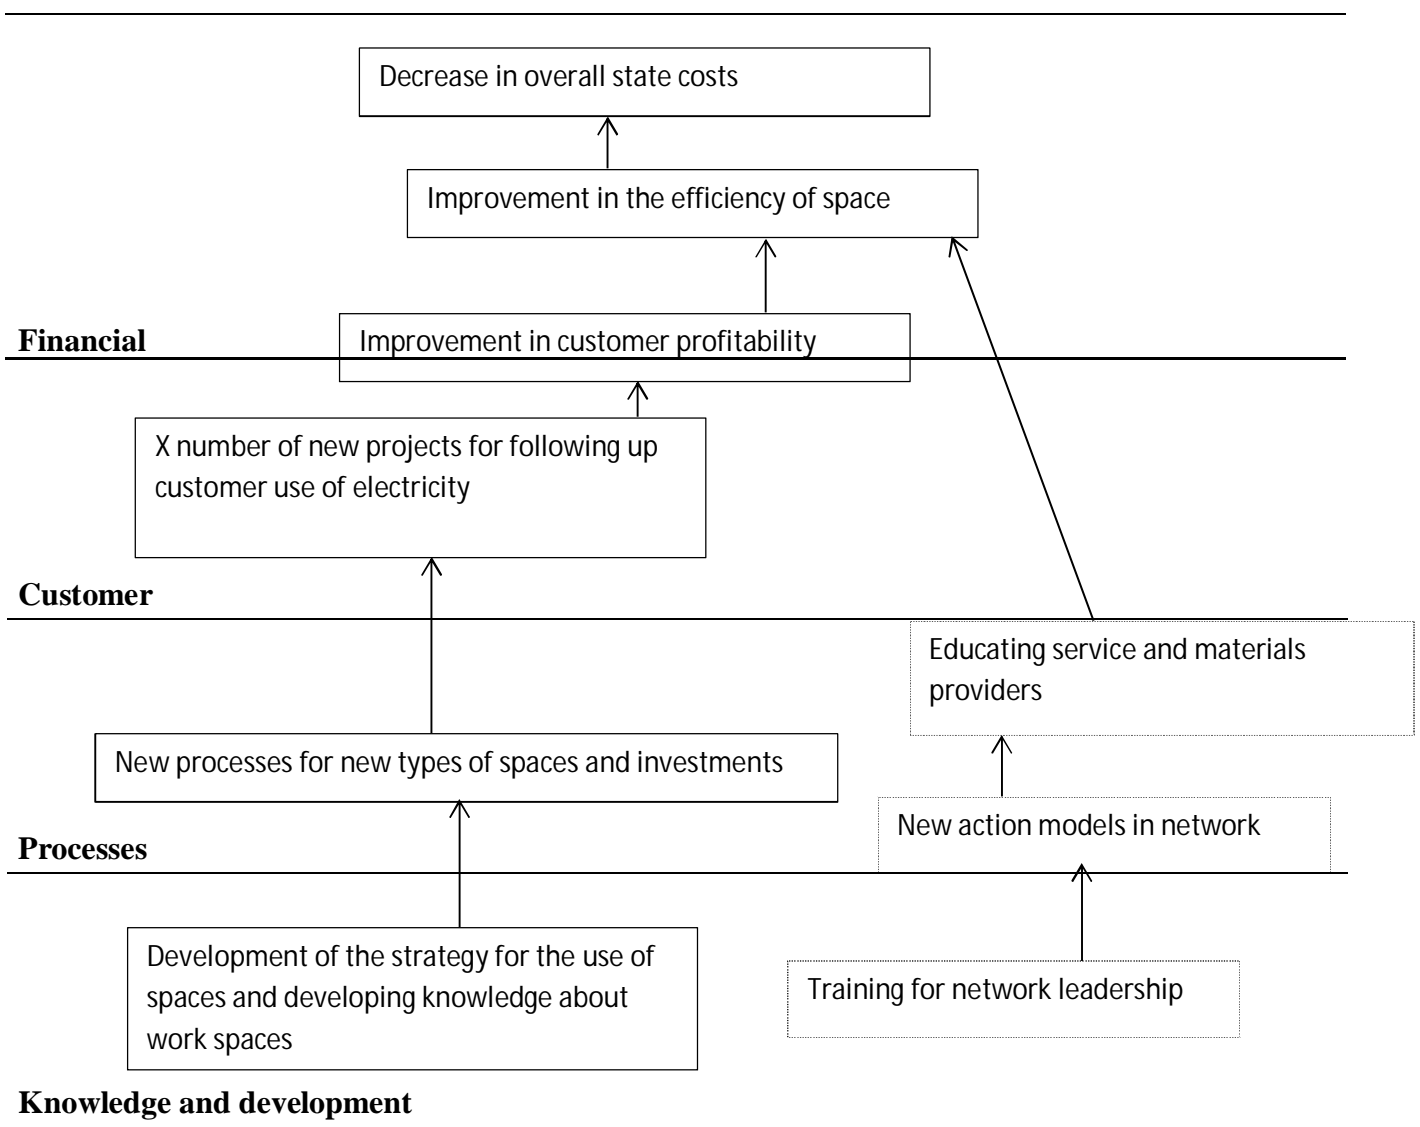 Decrease in overall state costs
Improvement in the efficiency of space
Financial
Improvement in customer profitability
X number of new projects for following up
customer use of electricity
Customer
Educating service and materials
providers
New processes for new types of spaces and investments
New action models in network
Processes
Development of the strategy for the use of
spaces and developing knowledge about
work spaces
Training for network leadership
Knowledge and development